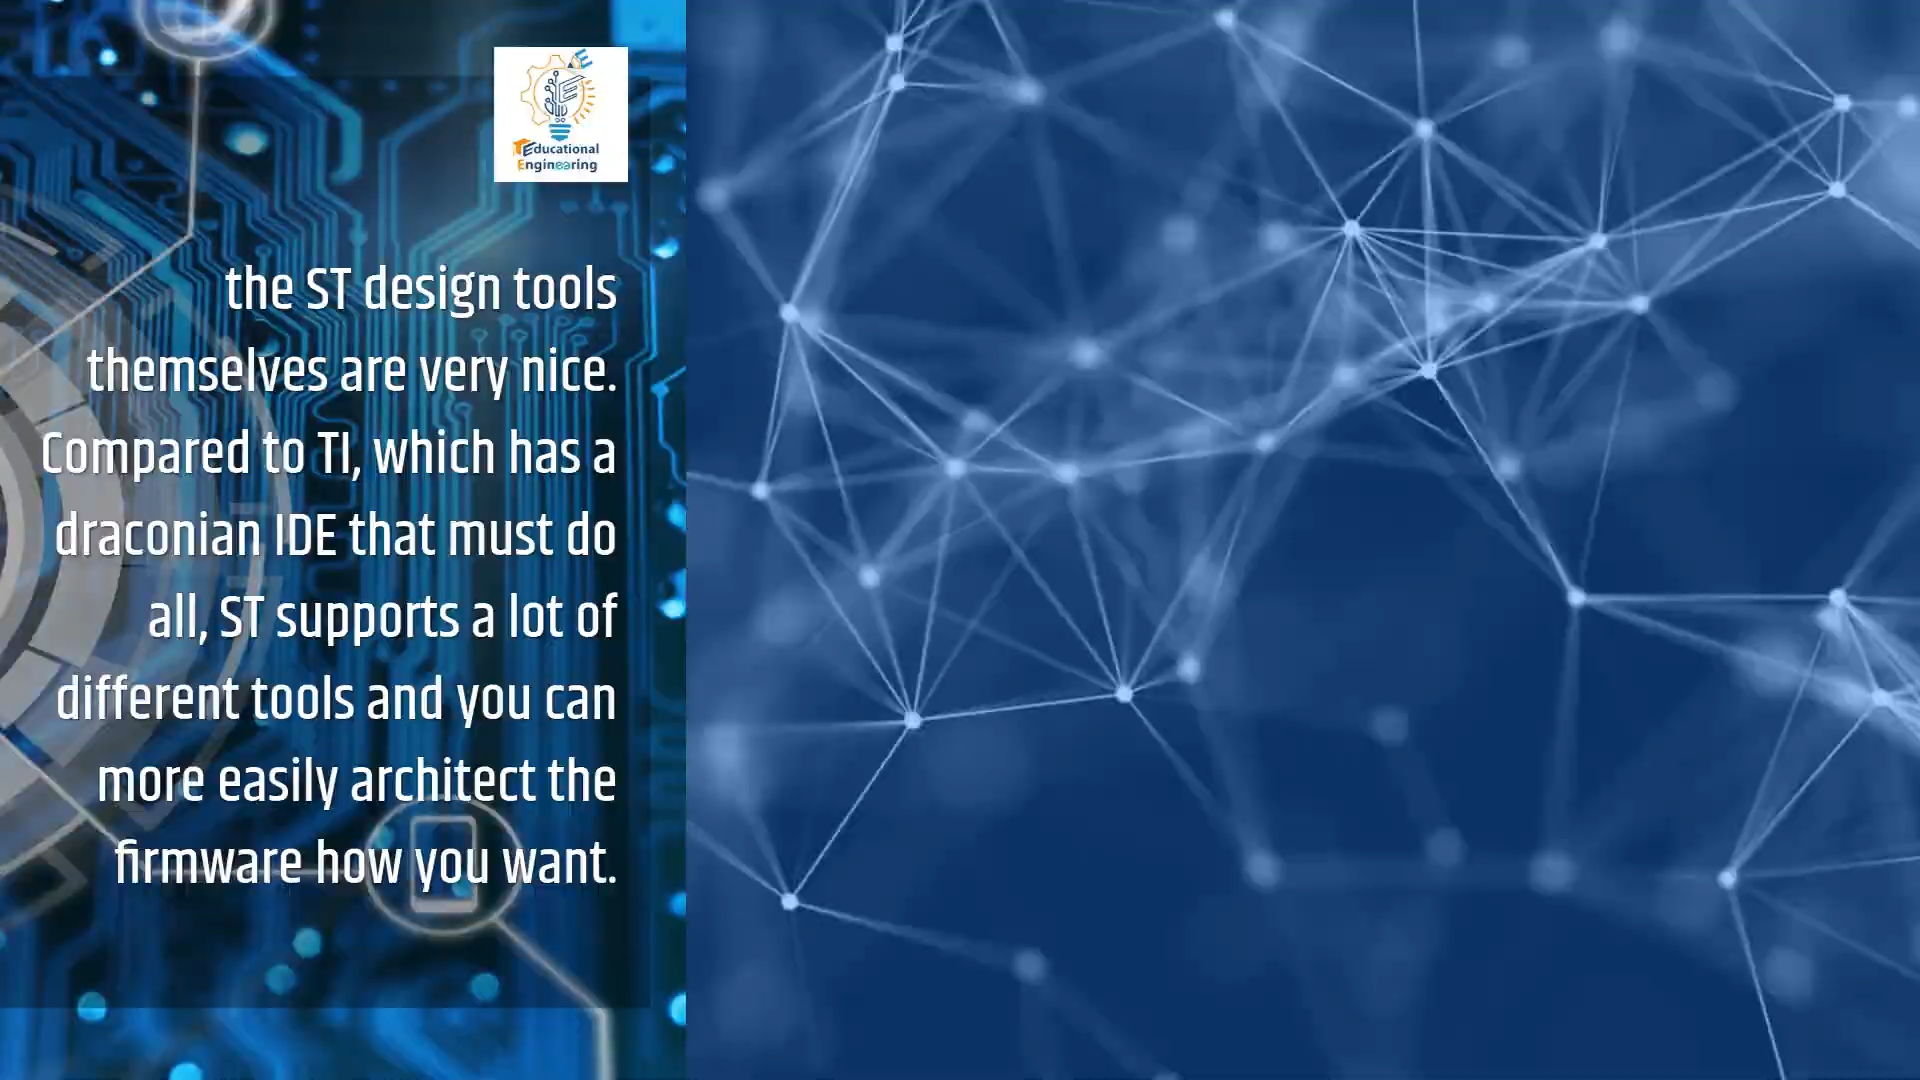 Educational
Engineering
the ST design tools
themselves are very nice.
Compared to TI, which has a
draconian IDE that must do
all, ST supports a lot of
different tools and you can
more easily architect the
firmware how you want.